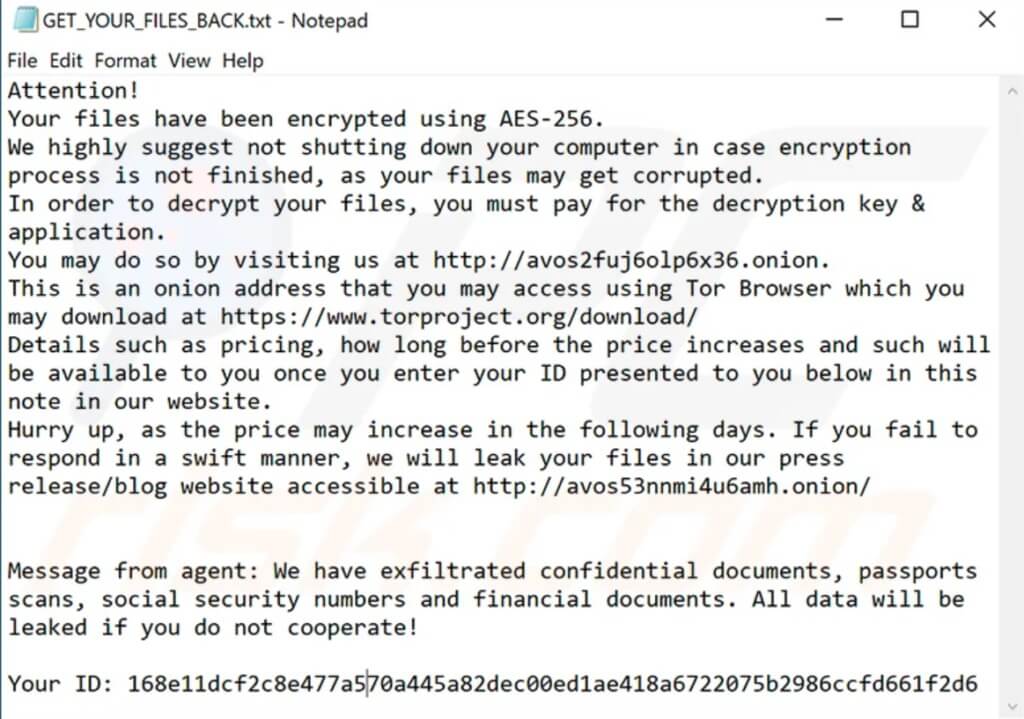 GET_YOUR_FILES_BACK.txt - Notepad
File Edit Format View Help
Attention!
Your files have been encrypted using AES-256.
We highly suggest not shutting down your computer in case encryption
process is not finished, as your files may get corrupted.
In order to decrypt your files, you must pay for the decryption key &
application.
You may do so by visiting us at http://avos2fuj6olp6x36.onion.
This is an onion address that you may access using Tor Browser which you
may download at https://www.torproject.org/download/
Details such as pricing, how long before the price increases and such will
be available to you once you enter your ID presented to you below in this
note in our website.
Hurry up, as the price may increase in the following days. If you fail to
respond in a swift manner, we will leak your files in our press
release/blog website accessible at http://avos53nnmi4u6amh.onion/
Message from agent: We have exfiltrated confidential documents, passports
scans, social security numbers and financial documents. All data will be
leaked if you do not cooperate!
Your ID: 168e11dcf2c8e477a570a445a82dec00ed1ae418a6722075b2986ccfd661f2d6
PC
risk.com